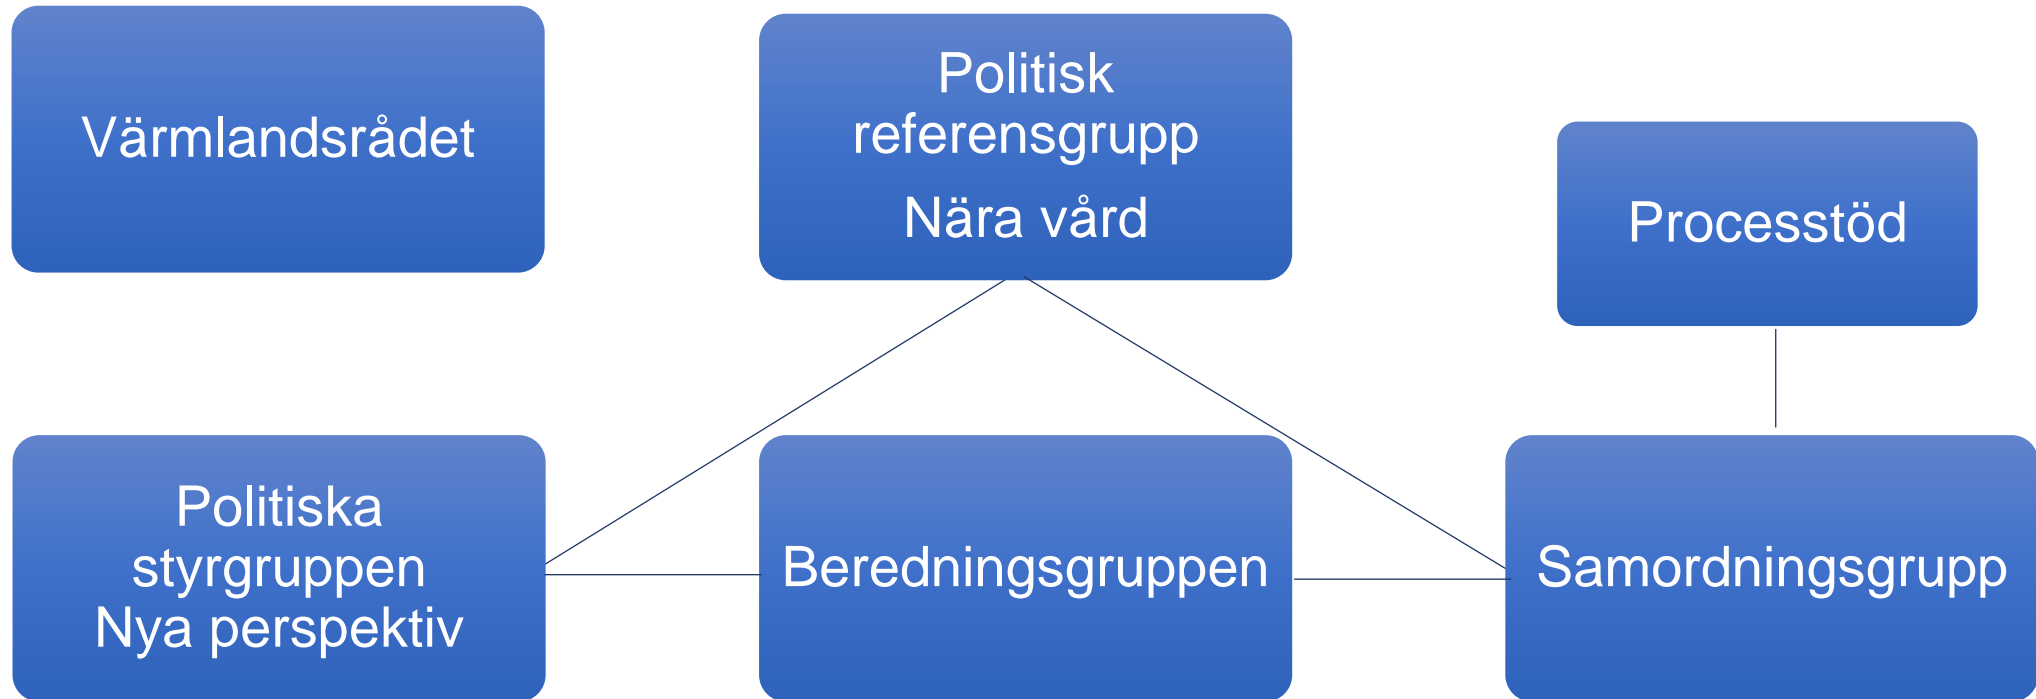 Värmlandsrådet
Politisk
referensgrupp
Nära vård
Processtöd
Politiska
styrgruppen
Nya perspektiv
Beredningsgruppen
Samordningsgrupp